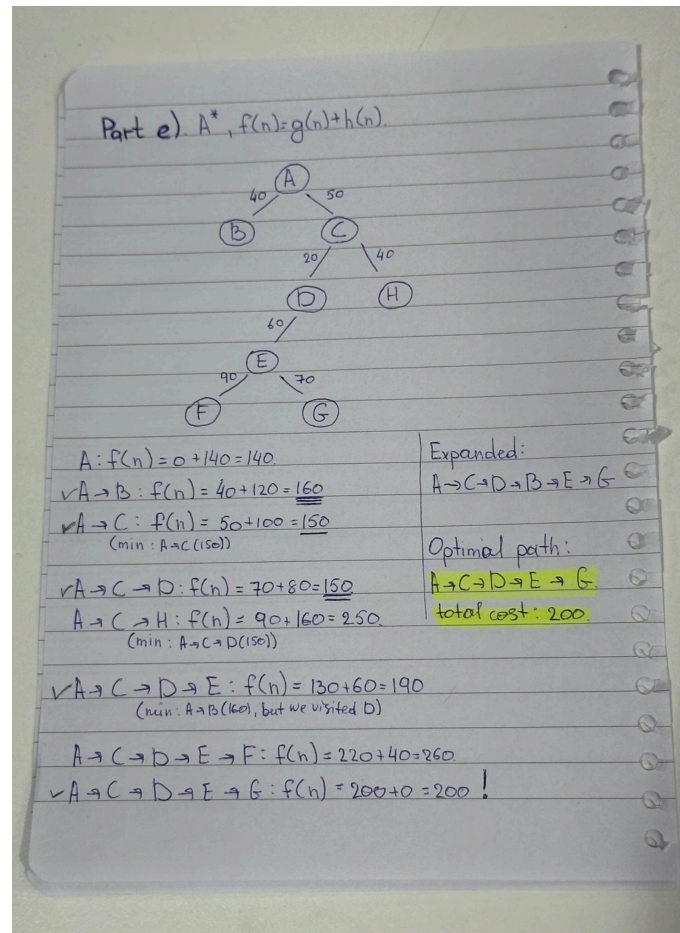 Part e). A*, f(n)=g(n)+h(n).
A
40
50
B
C
20
40
D
H
60
E
90
70
F
G
A: f(n) = 0+140=140.
✓A→B: f(n) = 40+120=160
✓A→C: f(n) = 50+100=150
(min: A→C(150))
✓A→C→D: f(n) = 70+80=150
A→C→H: f(n) = 90+160=250.
(min: A→C→D(150))
✓A→C→D→E: f(n) = 130+60=190
(min: A→B(160), but we visited D)
A→C→D→E→F: f(n) = 220+40=260.
✓A→C→D→E→G: f(n) = 200+0=200 !
Expanded:
A→C→D→B→E→G
Optimal path:
A→C→D→E→G.
total cost: 200.